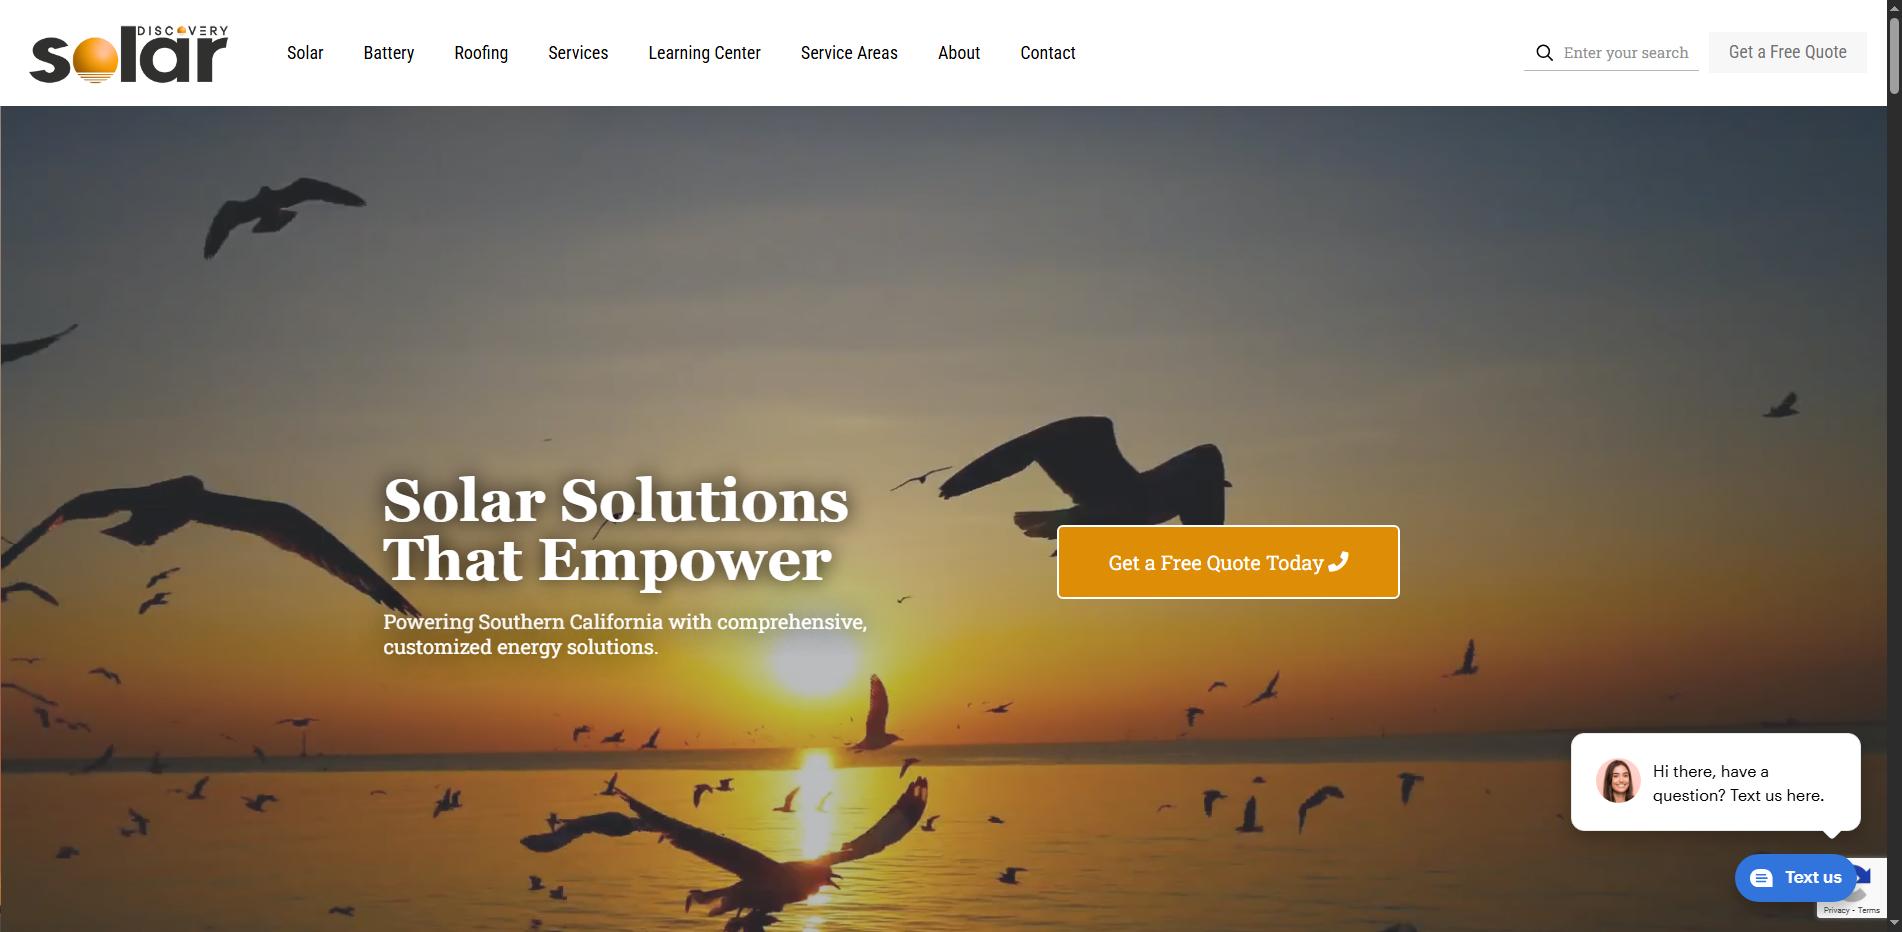 DISCOVERY
solar
Solar
Battery
Roofing
Services
Learning Center
Service Areas
About
Contact
Enter your search
Get a Free Quote
Solar Solutions
That Empower
Powering Southern California with comprehensive,
customized energy solutions.
Get a Free Quote Today
Hi there, have a
question? Text us here.
Text us
Privacy - Terms